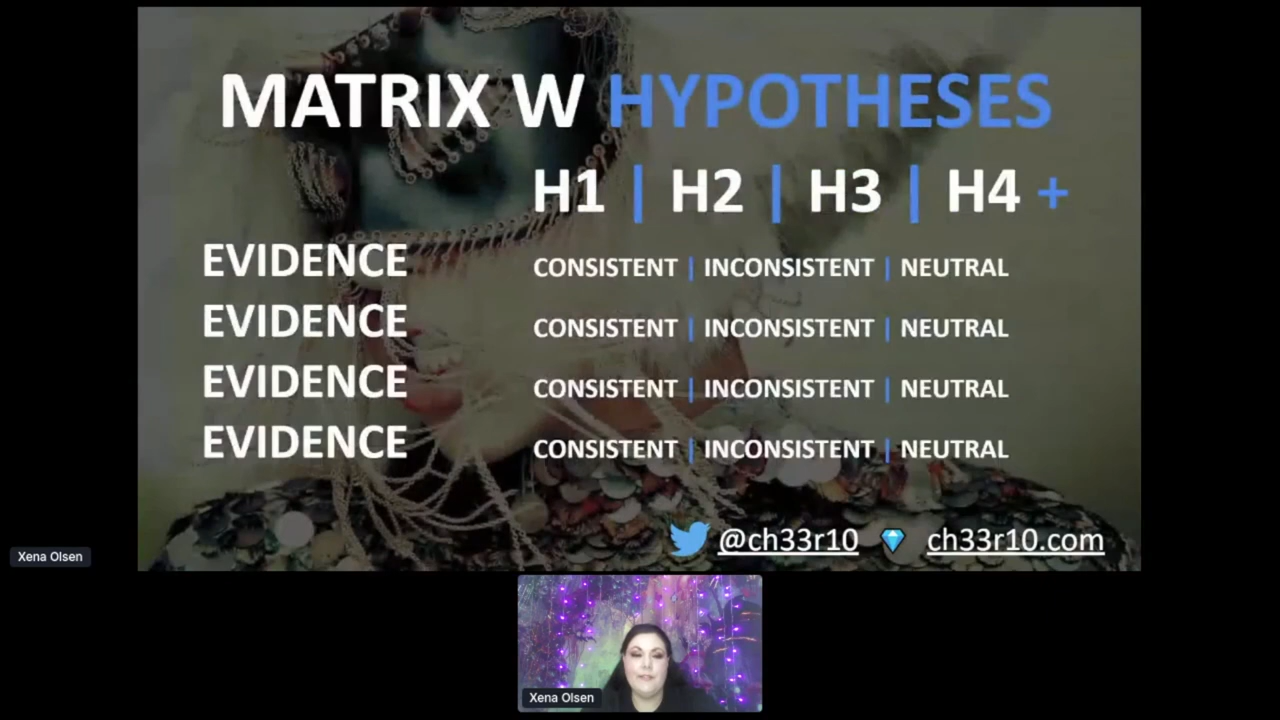 MATRIX W HYPOTHESES
H1 | H2 | H3 | H4 +
EVIDENCE CONSISTENT | INCONSISTENT | NEUTRAL
EVIDENCE CONSISTENT | INCONSISTENT | NEUTRAL
EVIDENCE CONSISTENT | INCONSISTENT | NEUTRAL
EVIDENCE CONSISTENT | INCONSISTENT | NEUTRAL
@ch33r10 ch33r10.com
Xena Olsen
Xena Olsen